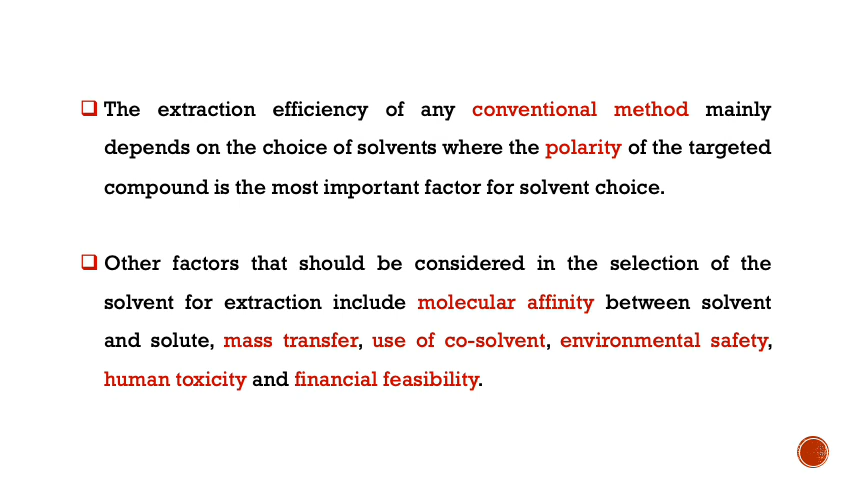 ❑ The extraction efficiency of any conventional method mainly
depends on the choice of solvents where the polarity of the targeted
compound is the most important factor for solvent choice.
❑ Other factors that should be considered in the selection of the
solvent for extraction include molecular affinity between solvent
and solute, mass transfer, use of co-solvent, environmental safety,
human toxicity and financial feasibility.